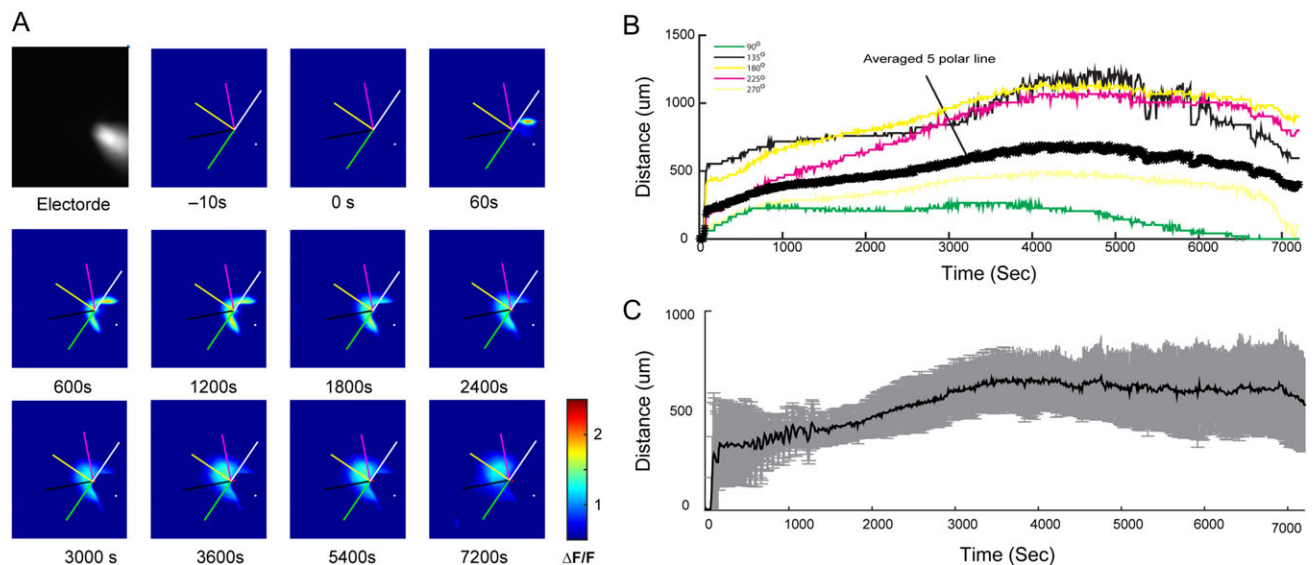 A
Electorde
−10s
0 s
60s
600s
1200s
1800s
2400s
3000 s
3600s
5400s
7200s
2
1
ΔF/F
B
90⁰
135⁰
180⁰
225⁰
270⁰
Averaged 5 polar line
1500
1000
500
0
Distance (um)
0 1000 2000 3000 4000 5000 6000 7000
Time (Sec)
C
1000
500
0
Distance (um)
0 1000 2000 3000 4000 5000 6000 7000
Time (Sec)